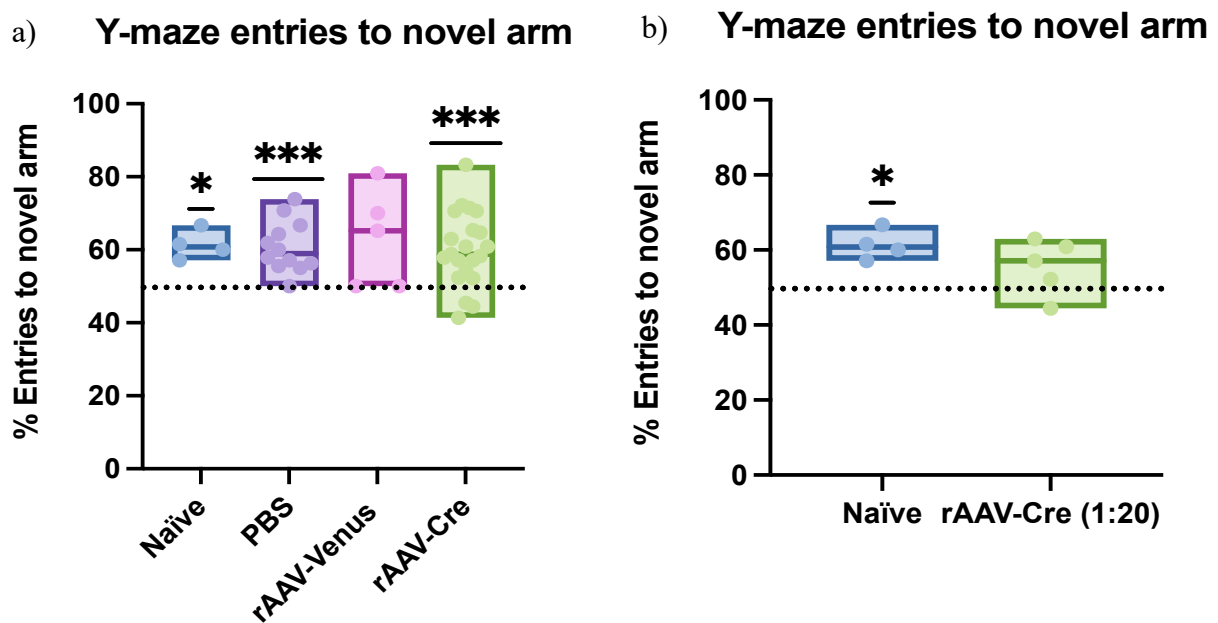 a)
Y-maze entries to novel arm
% Entries to novel arm
100
80
60
40
20
0
*
***
***
Naïve
PBS
rAAV-Venus
rAAV-Cre
b)
Y-maze entries to novel arm
% Entries to novel arm
100
80
60
40
20
0
*
Naïve
rAAV-Cre (1:20)